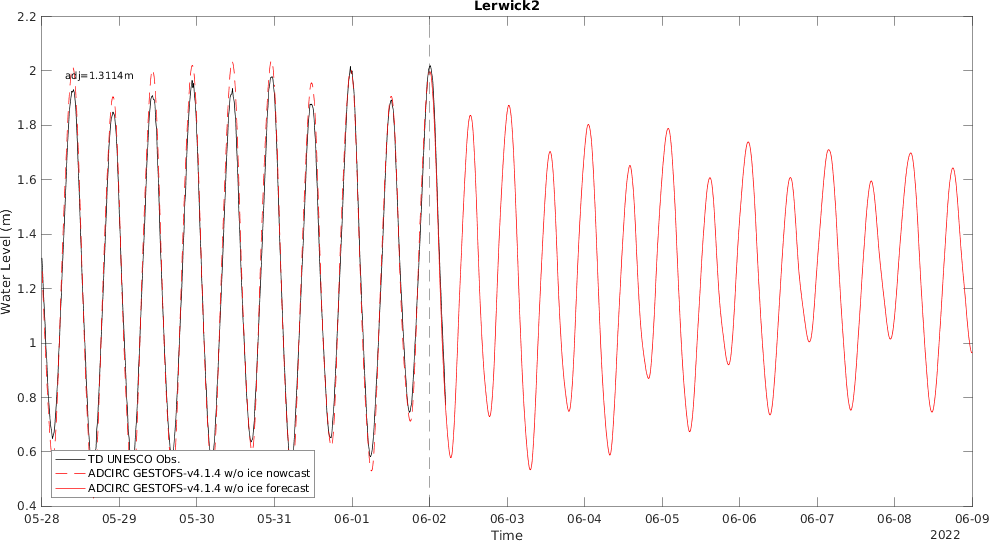 Lerwick2
2.2
2
1.8
1.6
1.4
1.2
1
0.8
0.6
0.4
Water Level (m)
adj=1.3114m
TD UNESCO Obs.
ADCIRC GESTOFS-v4.1.4 w/o ice nowcast
ADCIRC GESTOFS-v4.1.4 w/o ice forecast
05-28 05-29 05-30 05-31 06-01 06-02 06-03 06-04 06-05 06-06 06-07 06-08 06-09
Time
2022